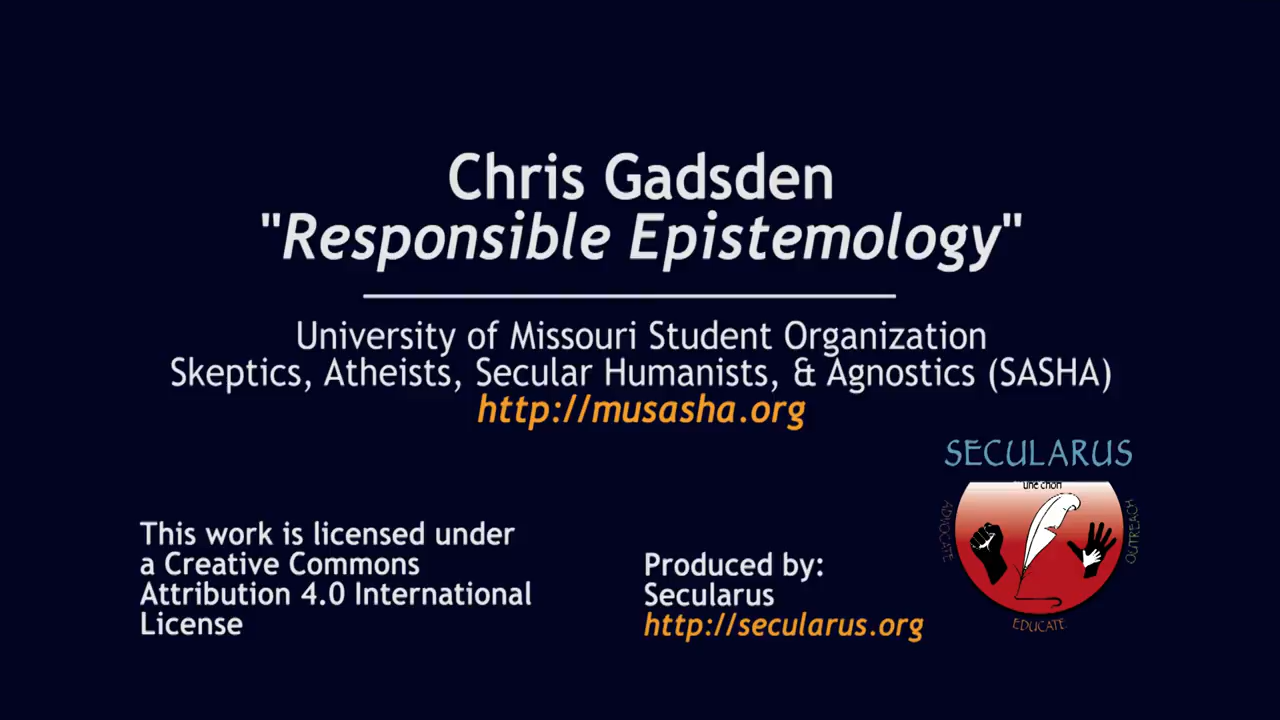 Chris Gadsden
"Responsible Epistemology"
University of Missouri Student Organization
Skeptics, Atheists, Secular Humanists, & Agnostics (SASHA)
http://musasha.org
SECULARUS
ADVOCATE
OUTREACH
EDUCATE
This work is licensed under
a Creative Commons
Attribution 4.0 International
License
Produced by:
Secularus
http://secularus.org